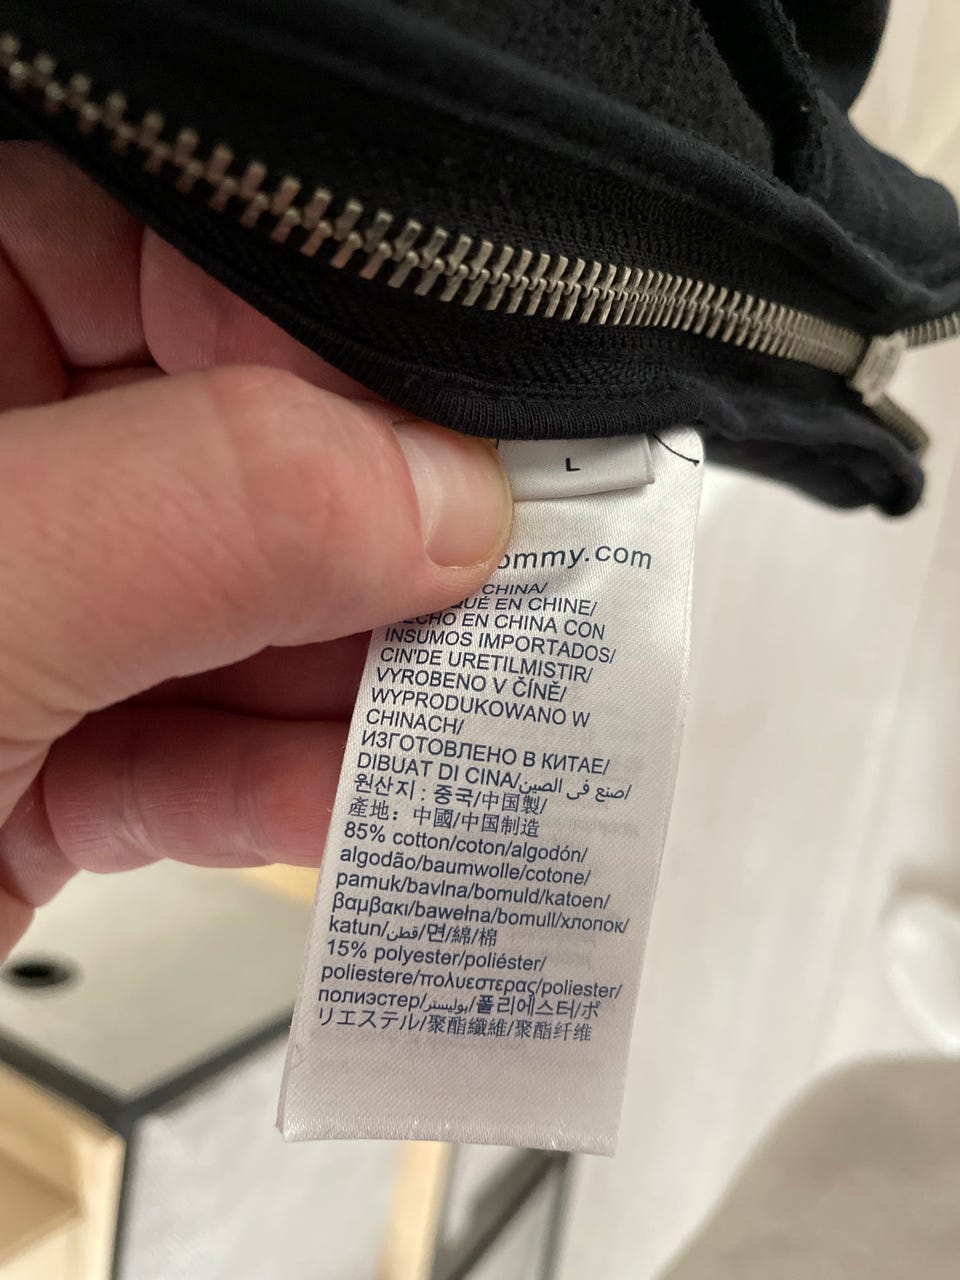 L
ommy.com
CHINA/
QUÉ EN CHINE/
ECHO EN CHINA CON
INSUMOS IMPORTADOS/
CIN'DE URETILMISTIR/
VYROBENO V ČÍNĚ/
WYPRODUKOWANO W
CHINACH/
ИЗГОТОВЛЕНО В КИТАЕ/
DIBUAT DI CINA/صنع فى الصين/
원산지 : 중국/中国製/
產地：中國/中国制造
85% cotton/coton/algodón/
algodão/baumwolle/cotone/
pamuk/bavlna/bomuld/katoen/
βαμβακι/bawełna/bomull/хлопок/
katun/قطن/면/綿/棉
15% polyester/poliéster/
poliestere/πολυεστερας/poliester/
полиэстер/بوليستر/폴리에스터/ポ
リエステル/聚酯纖維/聚酯纤维